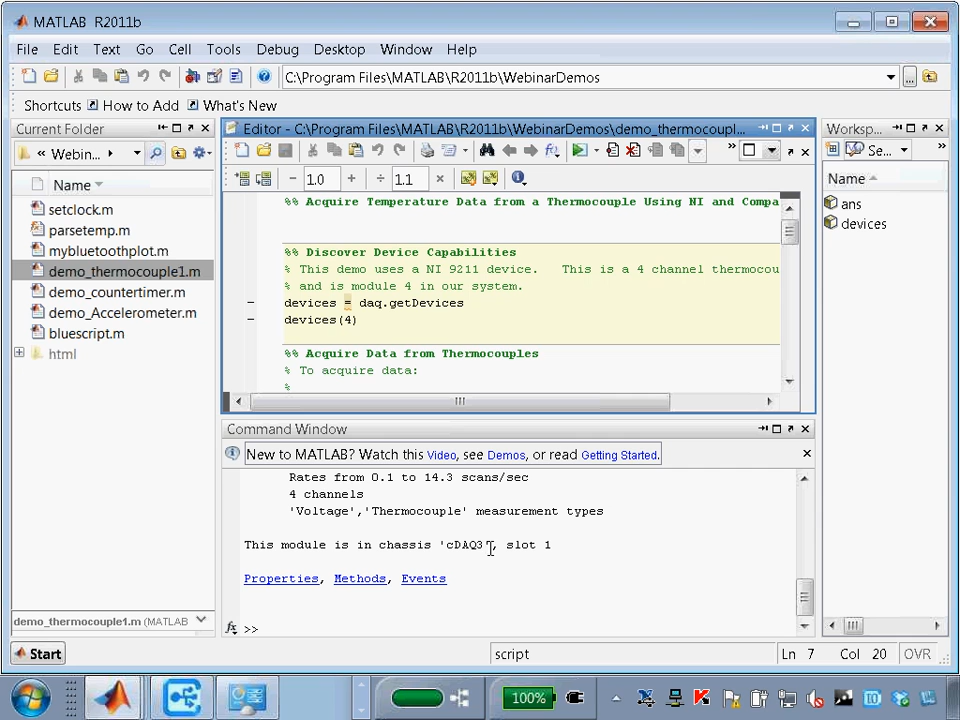 MATLAB R2011b
File Edit Text Go Cell Tools Debug Desktop Window Help
C:\Program Files\MATLAB\R2011b\WebinarDemos
...
Shortcuts How to Add What's New
Current Folder
Editor - C:\Program Files\MATLAB\R2011b\WebinarDemos\demo_thermocoupl...
Worksp...
« Webin...
Se...
»
1.0
1.1
Name
setclock.m
parsetemp.m
mybluetoothplot.m
demo_thermocouple1.m
demo_countertimer.m
demo_Accelerometer.m
bluescript.m
html
%% Acquire Temperature Data from a Thermocouple Using NI and Compa
%% Discover Device Capabilities
% This demo uses a NI 9211 device.   This is a 4 channel thermocou
% and is module 4 in our system.
devices = daq.getDevices
devices(4)
%% Acquire Data from Thermocouples
% To acquire data:
%
Name
ans
devices
Command Window
New to MATLAB? Watch this Video, see Demos, or read Getting Started.
Rates from 0.1 to 14.3 scans/sec
4 channels
'Voltage','Thermocouple' measurement types
This module is in chassis 'cDAQ3', slot 1
Properties, Methods, Events
fx >>
demo_thermocouple1.m (MATLAB
Start
script
Ln 7 Col 20 OVR
100%